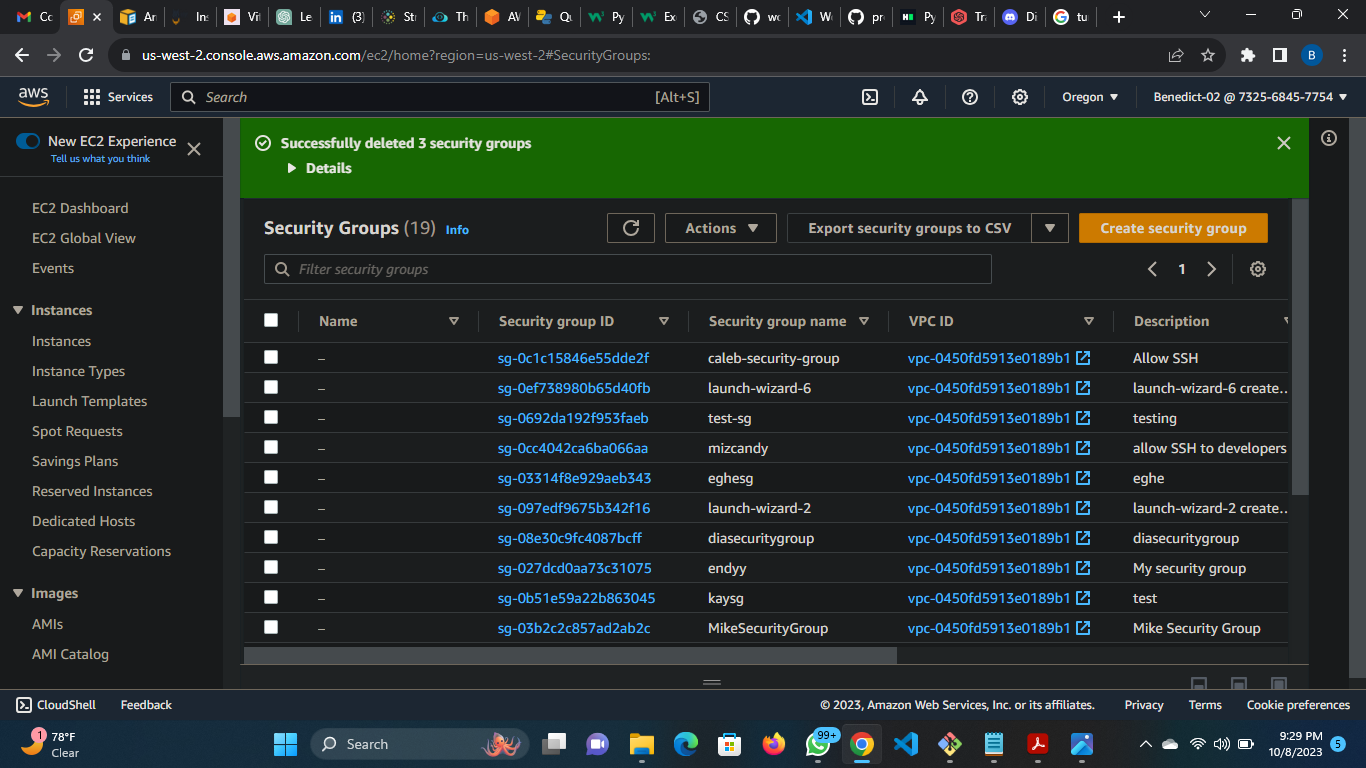 Co
Ar
In
Vit
Le
(3)
Str
Th
AV
Qu
Py
Exe
CS
wo
We
pr
Py
Tra
Di
tu
us-west-2.console.aws.amazon.com/ec2/home?region=us-west-2#SecurityGroups:
B
aws
Services
Search
[Alt+S]
Oregon
Benedict-02 @ 7325-6845-7754
New EC2 Experience
Tell us what you think
EC2 Dashboard
EC2 Global View
Events
Instances
Instances
Instance Types
Launch Templates
Spot Requests
Savings Plans
Reserved Instances
Dedicated Hosts
Capacity Reservations
Images
AMIs
AMI Catalog
Successfully deleted 3 security groups
Details
Security Groups (19) Info
Actions
Export security groups to CSV
Create security group
Filter security groups
1
Name Security group ID Security group name VPC ID Description
– sg-0c1c15846e55dde2f caleb-security-group vpc-0450fd5913e0189b1 Allow SSH
– sg-0ef738980b65d40fb launch-wizard-6 vpc-0450fd5913e0189b1 launch-wizard-6 create...
– sg-0692da192f953faeb test-sg vpc-0450fd5913e0189b1 testing
– sg-0cc4042ca6ba066aa mizcandy vpc-0450fd5913e0189b1 allow SSH to developers
– sg-03314f8e929aeb343 eghesg vpc-0450fd5913e0189b1 eghe
– sg-097edf9675b342f16 launch-wizard-2 vpc-0450fd5913e0189b1 launch-wizard-2 create...
– sg-08e30c9fc4087bcff diasecuritygroup vpc-0450fd5913e0189b1 diasecuritygroup
– sg-027dcd0aa73c31075 endyy vpc-0450fd5913e0189b1 My security group
– sg-0b51e59a22b863045 kaysg vpc-0450fd5913e0189b1 test
– sg-03b2c2c857ad2ab2c MikeSecurityGroup vpc-0450fd5913e0189b1 Mike Security Group
CloudShell
Feedback
© 2023, Amazon Web Services, Inc. or its affiliates.
Privacy
Terms
Cookie preferences
1
78°F
Clear
Search
99+
9:29 PM
10/8/2023
5